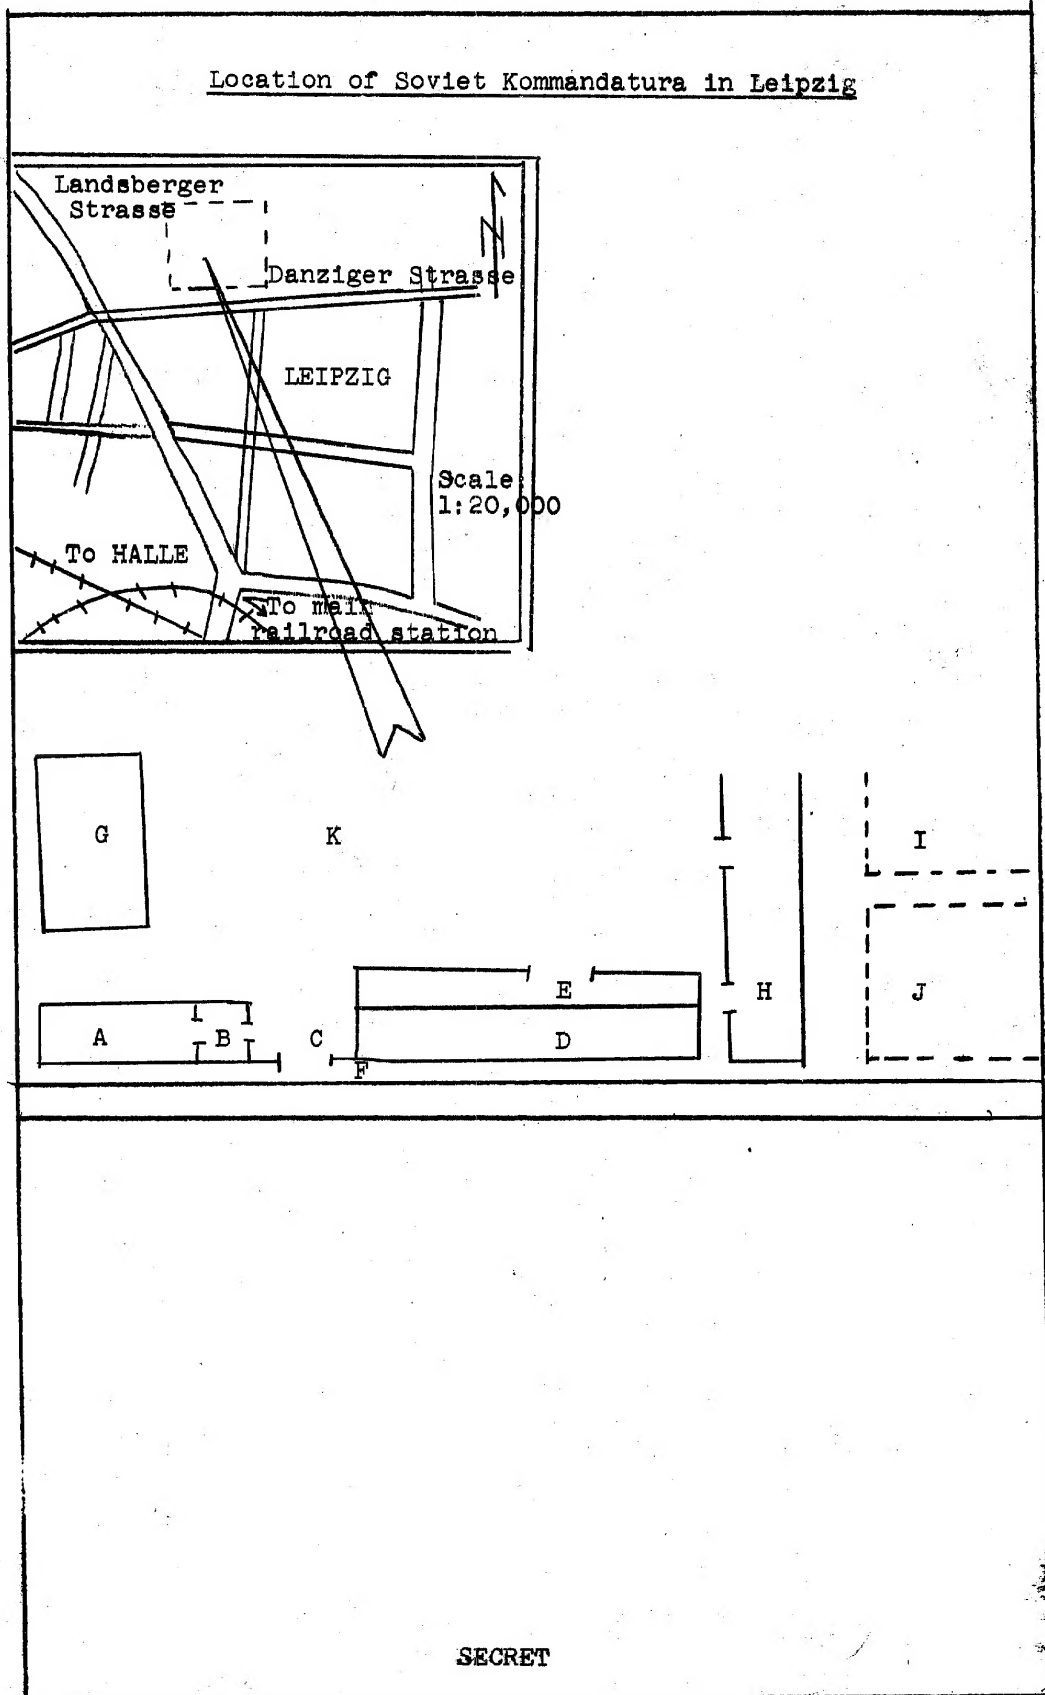 Location of Soviet Kommandatura in Leipzig
Landsberger
Strasse
N
Danziger Strasse
LEIPZIG
Scale
1:20,000
To HALLE
To main
railroad station
G
K
I
E
H
J
A
B
C
D
F
SECRET